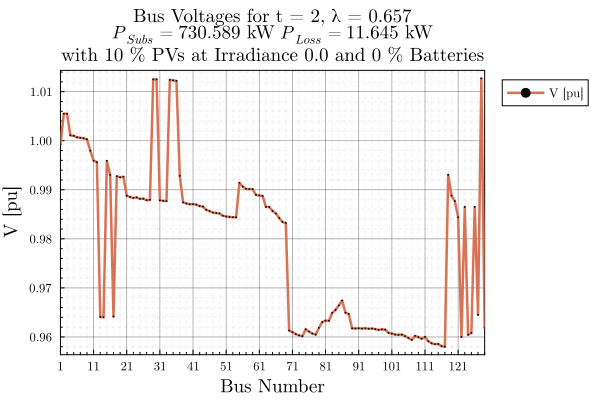 Bus Voltages for t = 2, λ = 0.657
P_Subs = 730.589 kW P_Loss = 11.645 kW
with 10 % PVs at Irradiance 0.0 and 0 % Batteries
V [pu]
1.01
1.00
0.99
0.98
0.97
0.96
V [pu]
1 11 21 31 41 51 61 71 81 91 101 111 121
Bus Number